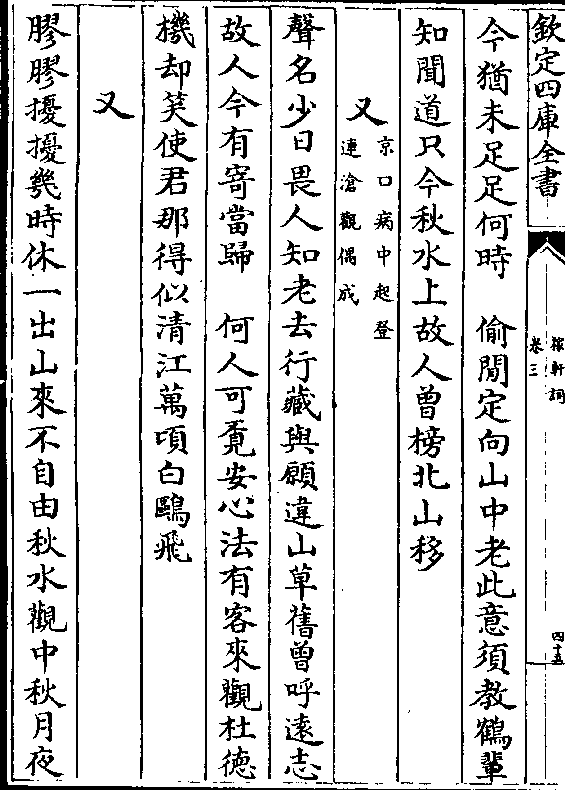 欽定四庫全書
稼軒詞
卷三
四十五
今猶未足足何時　偷閒定向山中老此意須教鶴輩
知聞道只今秋水上故人曾榜北山移
又
京口病中起登
連滄觀偶成
聲名少日畏人知老去行藏與願違山草舊曾呼遠志
故人今有寄當歸　何人可覔安心法有客來觀杜德
機却笑使君那得似清江萬頃白鷗飛
又
膠膠擾擾幾時休一出山來不自由秋水觀中秋月夜